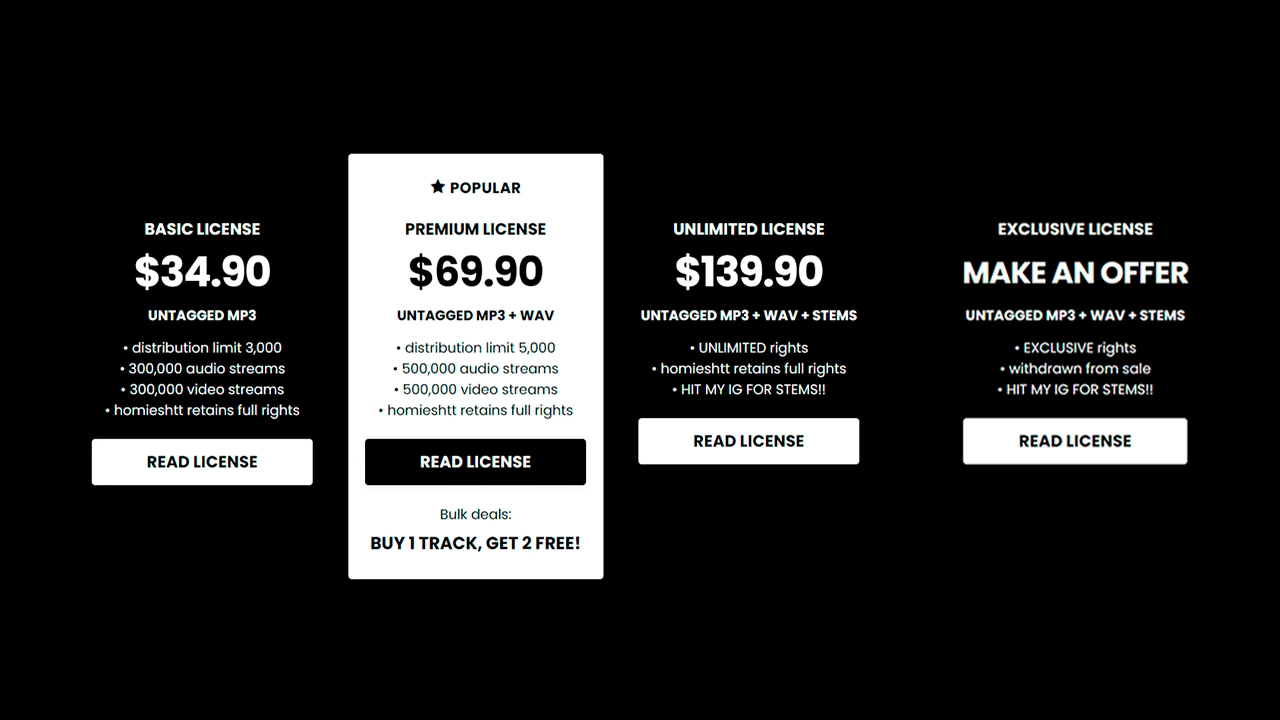 BASIC LICENSE
$34.90
UNTAGGED MP3
• distribution limit 3,000
• 300,000 audio streams
• 300,000 video streams
• homieshtt retains full rights
READ LICENSE
★ POPULAR
PREMIUM LICENSE
$69.90
UNTAGGED MP3 + WAV
• distribution limit 5,000
• 500,000 audio streams
• 500,000 video streams
• homieshtt retains full rights
READ LICENSE
Bulk deals:
BUY 1 TRACK, GET 2 FREE!
UNLIMITED LICENSE
$139.90
UNTAGGED MP3 + WAV + STEMS
• UNLIMITED rights
• homieshtt retains full rights
• HIT MY IG FOR STEMS!!
READ LICENSE
EXCLUSIVE LICENSE
MAKE AN OFFER
UNTAGGED MP3 + WAV + STEMS
• EXCLUSIVE rights
• withdrawn from sale
• HIT MY IG FOR STEMS!!
READ LICENSE